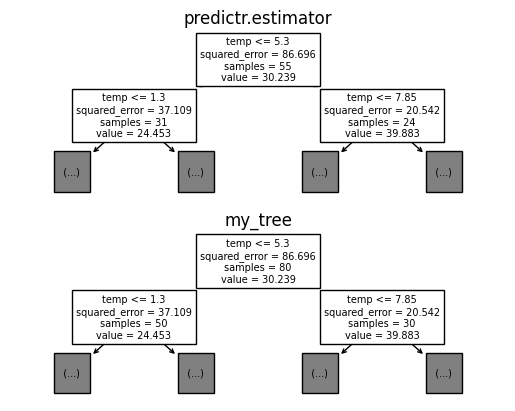 predictr.estimator
temp <= 5.3
squared_error = 86.696
samples = 55
value = 30.239
temp <= 1.3
squared_error = 37.109
samples = 31
value = 24.453
temp <= 7.85
squared_error = 20.542
samples = 24
value = 39.883
(...)
(...)
(...)
(...)
my_tree
temp <= 5.3
squared_error = 86.696
samples = 80
value = 30.239
temp <= 1.3
squared_error = 37.109
samples = 50
value = 24.453
temp <= 7.85
squared_error = 20.542
samples = 30
value = 39.883
(...)
(...)
(...)
(...)